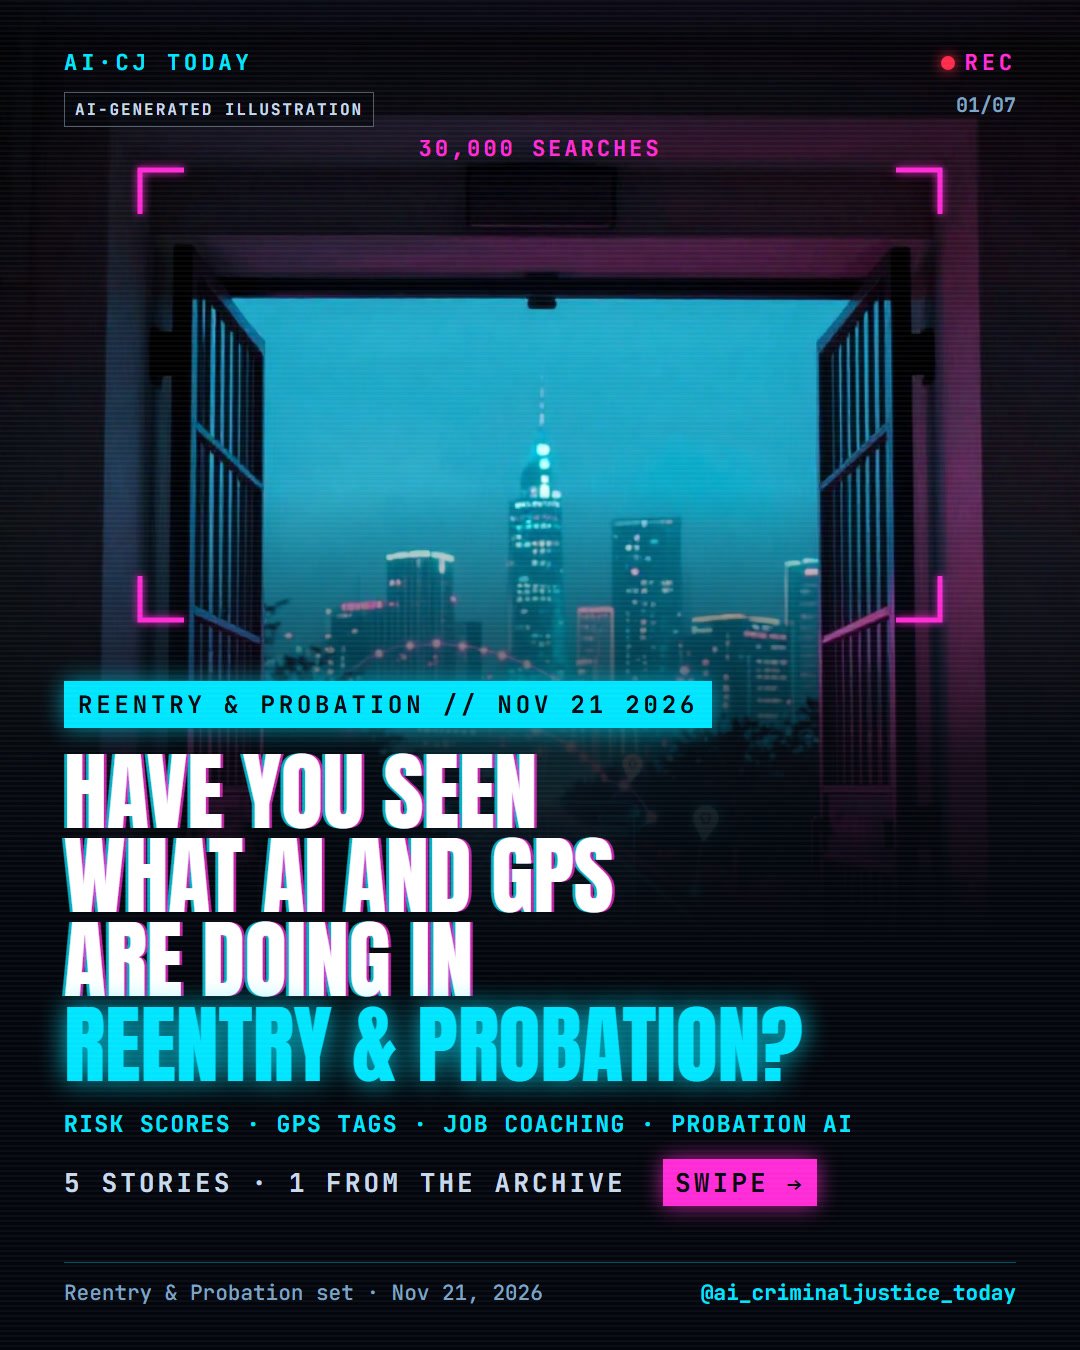 AI·CJ TODAY
REC
AI-GENERATED ILLUSTRATION
01/07
30,000 SEARCHES
REENTRY & PROBATION // NOV 21 2026
HAVE YOU SEEN
WHAT AI AND GPS
ARE DOING IN
REENTRY & PROBATION?
RISK SCORES · GPS TAGS · JOB COACHING · PROBATION AI
5 STORIES · 1 FROM THE ARCHIVE
SWIPE →
Reentry & Probation set · Nov 21, 2026
@ai_criminaljustice_today